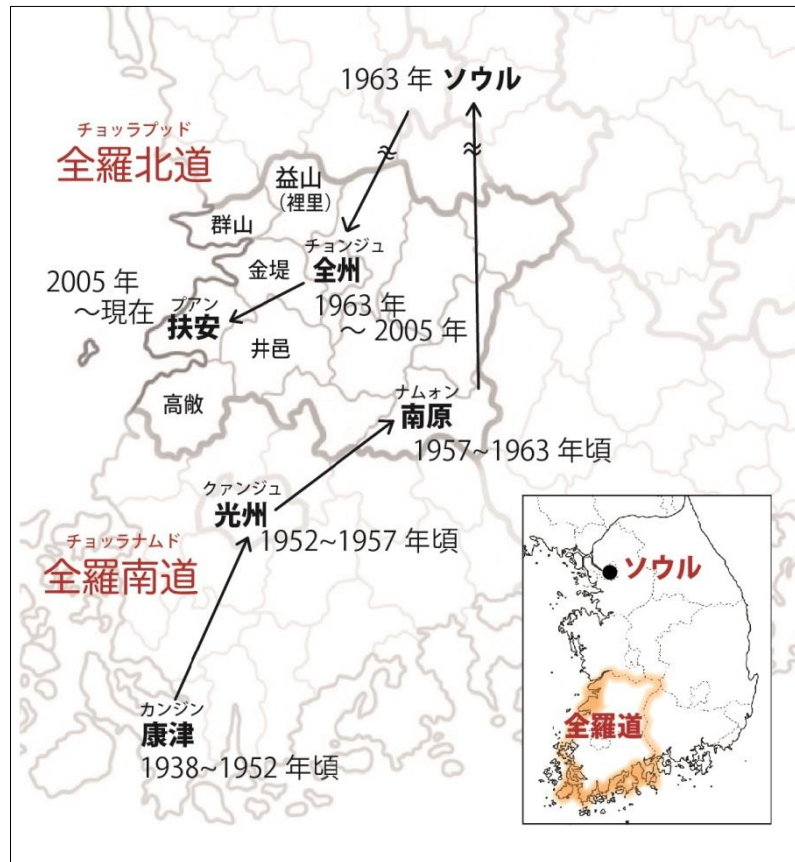 1963 年 ソウル
チョッラプッド
全羅北道
益山
（裡里）
群山
チョンジュ
金堤
全州
2005 年
～現在
プアン
扶安
1963 年
～ 2005 年
井邑
高敞
ナムォン
南原
1957~1963 年頃
クァンジュ
光州
1952~1957 年頃
チョッラナムド
全羅南道
カンジン
康津
1938~1952 年頃
ソウル
全羅道